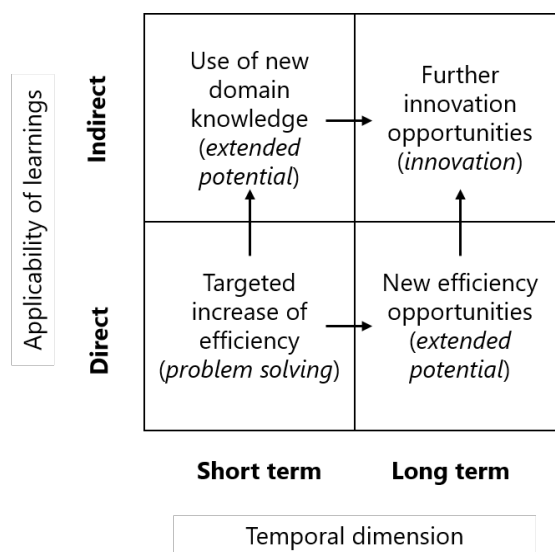 Applicability of learnings
Indirect
Direct
Use of new
domain
knowledge
(extended
potential)
Further
innovation
opportunities
(innovation)
Targeted
increase of
efficiency
(problem solving)
New efficiency
opportunities
(extended
potential)
Short term
Long term
Temporal dimension